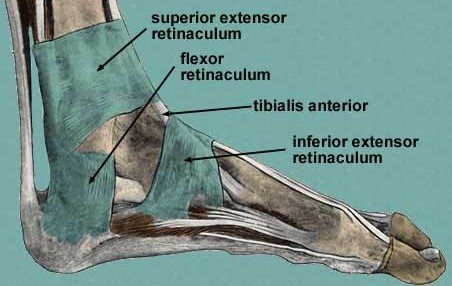 superior extensor
retinaculum
flexor
retinaculum
tibialis anterior
inferior extensor
retinaculum